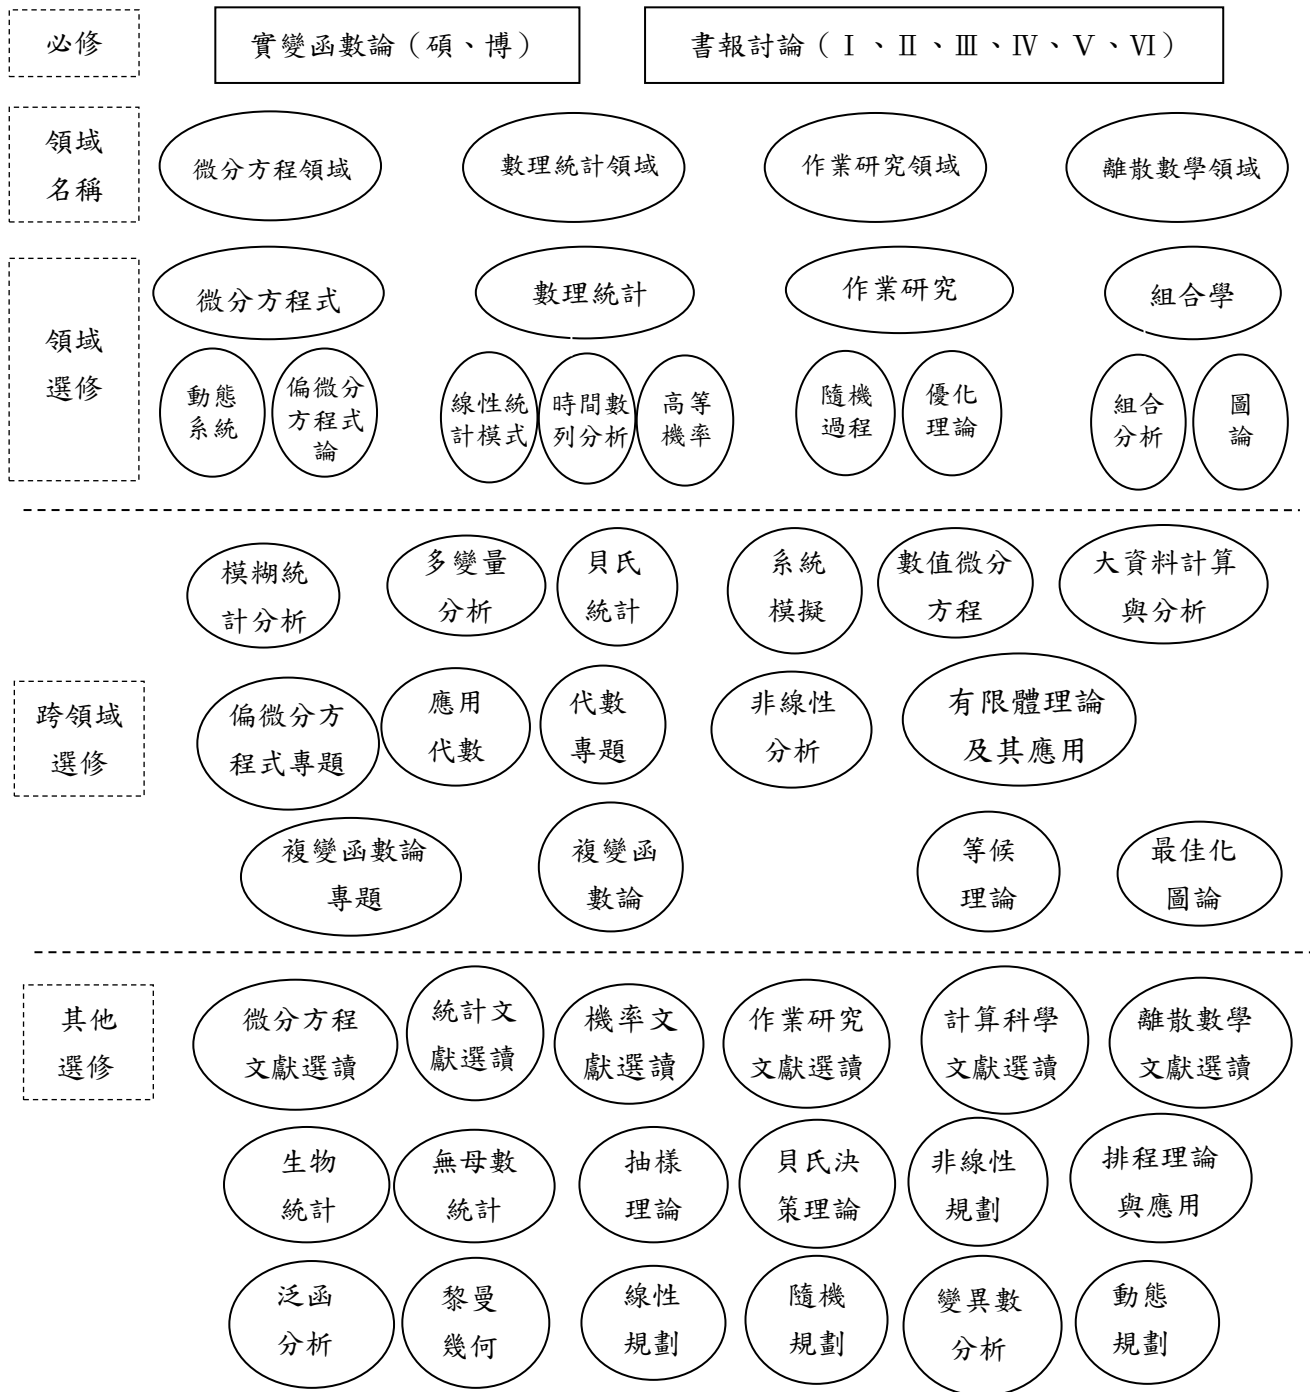 必修
實變函數論（碩、博）
書報討論（Ⅰ、Ⅱ、Ⅲ、Ⅳ、Ⅴ、Ⅵ）
領域
名稱
微分方程領域
數理統計領域
作業研究領域
離散數學領域
領域
選修
微分方程式
數理統計
作業研究
組合學
動態
系統
偏微分
方程式
論
線性統
計模式
時間數
列分析
高等
機率
隨機
過程
優化
理論
組合
分析
圖
論
跨領域
選修
模糊統
計分析
多變量
分析
貝氏
統計
系統
模擬
數值微分
方程
大資料計算
與分析
偏微分方
程式專題
應用
代數
代數
專題
非線性
分析
有限體理論
及其應用
複變函數論
專題
複變函
數論
等候
理論
最佳化
圖論
其他
選修
微分方程
文獻選讀
統計文
獻選讀
機率文
獻選讀
作業研究
文獻選讀
計算科學
文獻選讀
離散數學
文獻選讀
生物
統計
無母數
統計
抽樣
理論
貝氏決
策理論
非線性
規劃
排程理論
與應用
泛函
分析
黎曼
幾何
線性
規劃
隨機
規劃
變異數
分析
動態
規劃